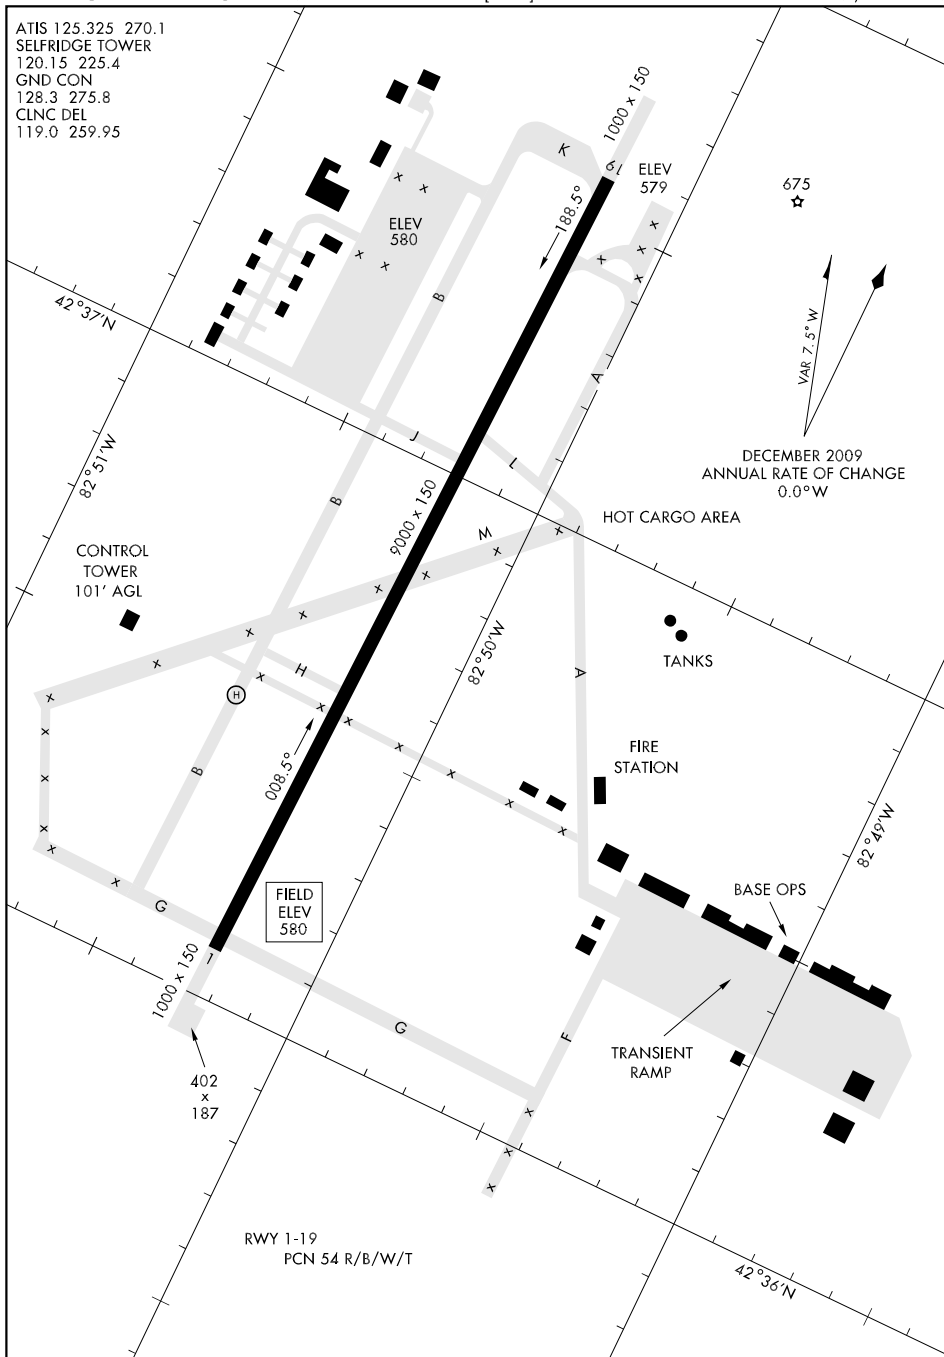 ATIS 125.325 270.1
SELFRIDGE TOWER
120.15 225.4
GND CON
128.3 275.8
CLNC DEL
119.0 259.95
1000 x 150
K
19
ELEV
579
675
188.5°
x
x
x
x
ELEV
580
x
x
x
x
x
x
B
42°37'N
VAR 7.5°W
A
J
L
DECEMBER 2009
ANNUAL RATE OF CHANGE
0.0°W
82°51'W
B
9000 x 150
HOT CARGO AREA
M
x
x
x
x
x
x
x
CONTROL
TOWER
101' AGL
82°50'W
TANKS
x
H
x
A
x
H
x
x
x
x
x
x
x
x
x
x
x
B
008.5°
FIRE
STATION
82°49'W
BASE OPS
G
FIELD
ELEV
580
1
1000 x 150
G
F
TRANSIENT
RAMP
402
x
187
x
x
x
RWY 1-19
PCN 54 R/B/W/T
42°36'N